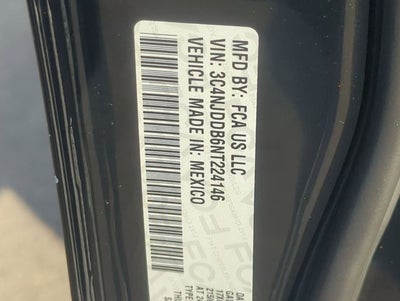 MFD BY: FCA US LLC
VIN: 3C4NJDDB6NT224146
VEHICLE MADE IN: MEXICO